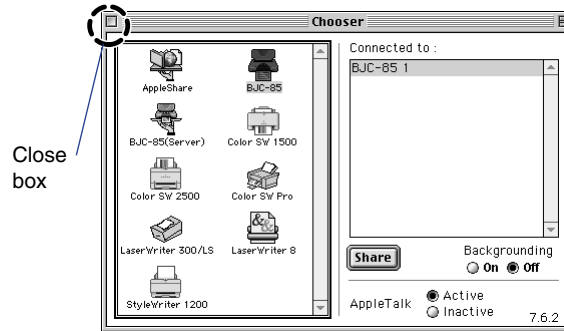 Chooser
Close
box
AppleShare
BJC-85
BJC-85(Server)
Color SW 1500
Color SW 2500
Color SW Pro
LaserWriter 300/LS
LaserWriter 8
StyleWriter 1200
Connected to :
BJC-85 1
Share
Backgrounding
On Off
AppleTalk
Active
Inactive
7.6.2